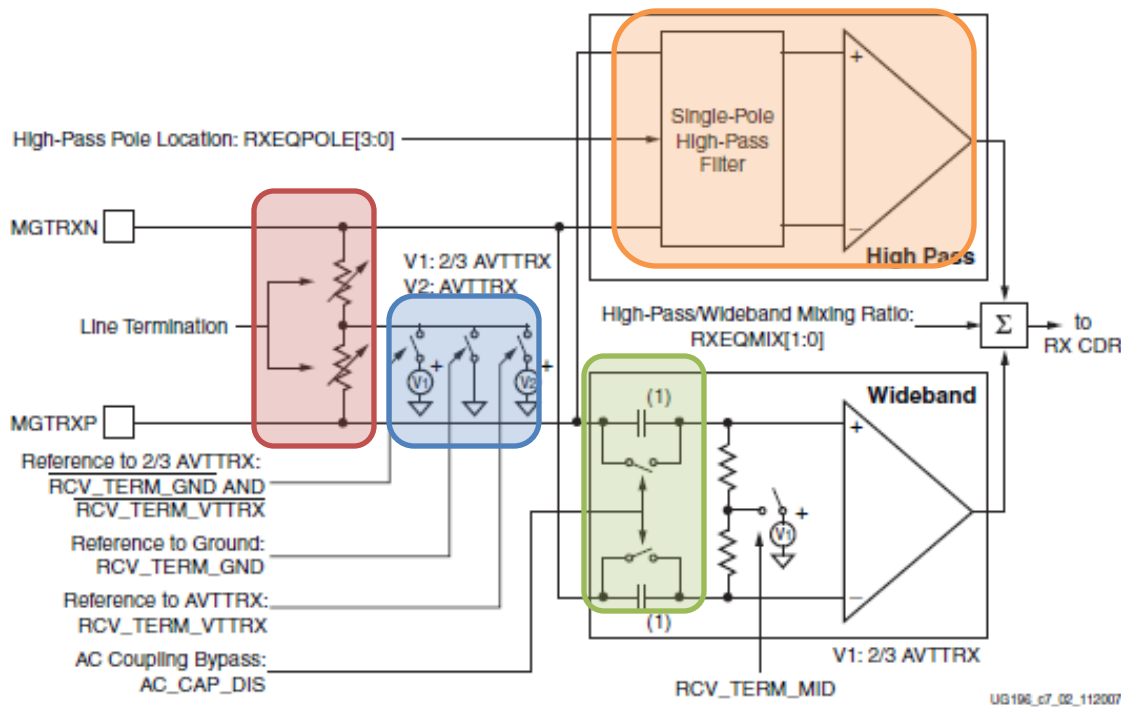 High-Pass Pole Location: RXEQPOLE[3:0]
Single-Pole
High-Pass
Filter
+
−
High Pass
MGTRXN
V1: 2/3 AVTTRX
V2: AVTTRX
Line Termination
V1
+
V2
+
High-Pass/Wideband Mixing Ratio:
RXEQMIX[1:0]
Σ
to
RX CDR
MGTRXP
(1)
Wideband
+
−
V1
+
(1)
Reference to 2/3 AVTTRX:
RCV_TERM_GND AND
RCV_TERM_VTTRX
Reference to Ground:
RCV_TERM_GND
Reference to AVTTRX:
RCV_TERM_VTTRX
AC Coupling Bypass:
AC_CAP_DIS
RCV_TERM_MID
V1: 2/3 AVTTRX
UG196_c7_02_112007